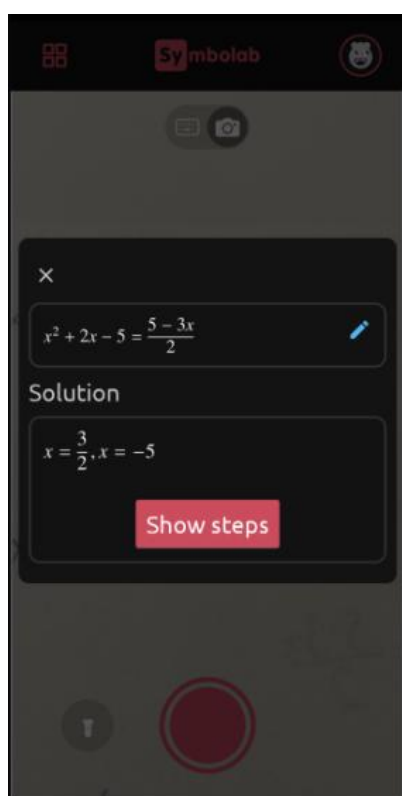 Symbolab
x² + 2x − 5 = (5 − 3x)/2
Solution
x = 3/2, x = −5
Show steps